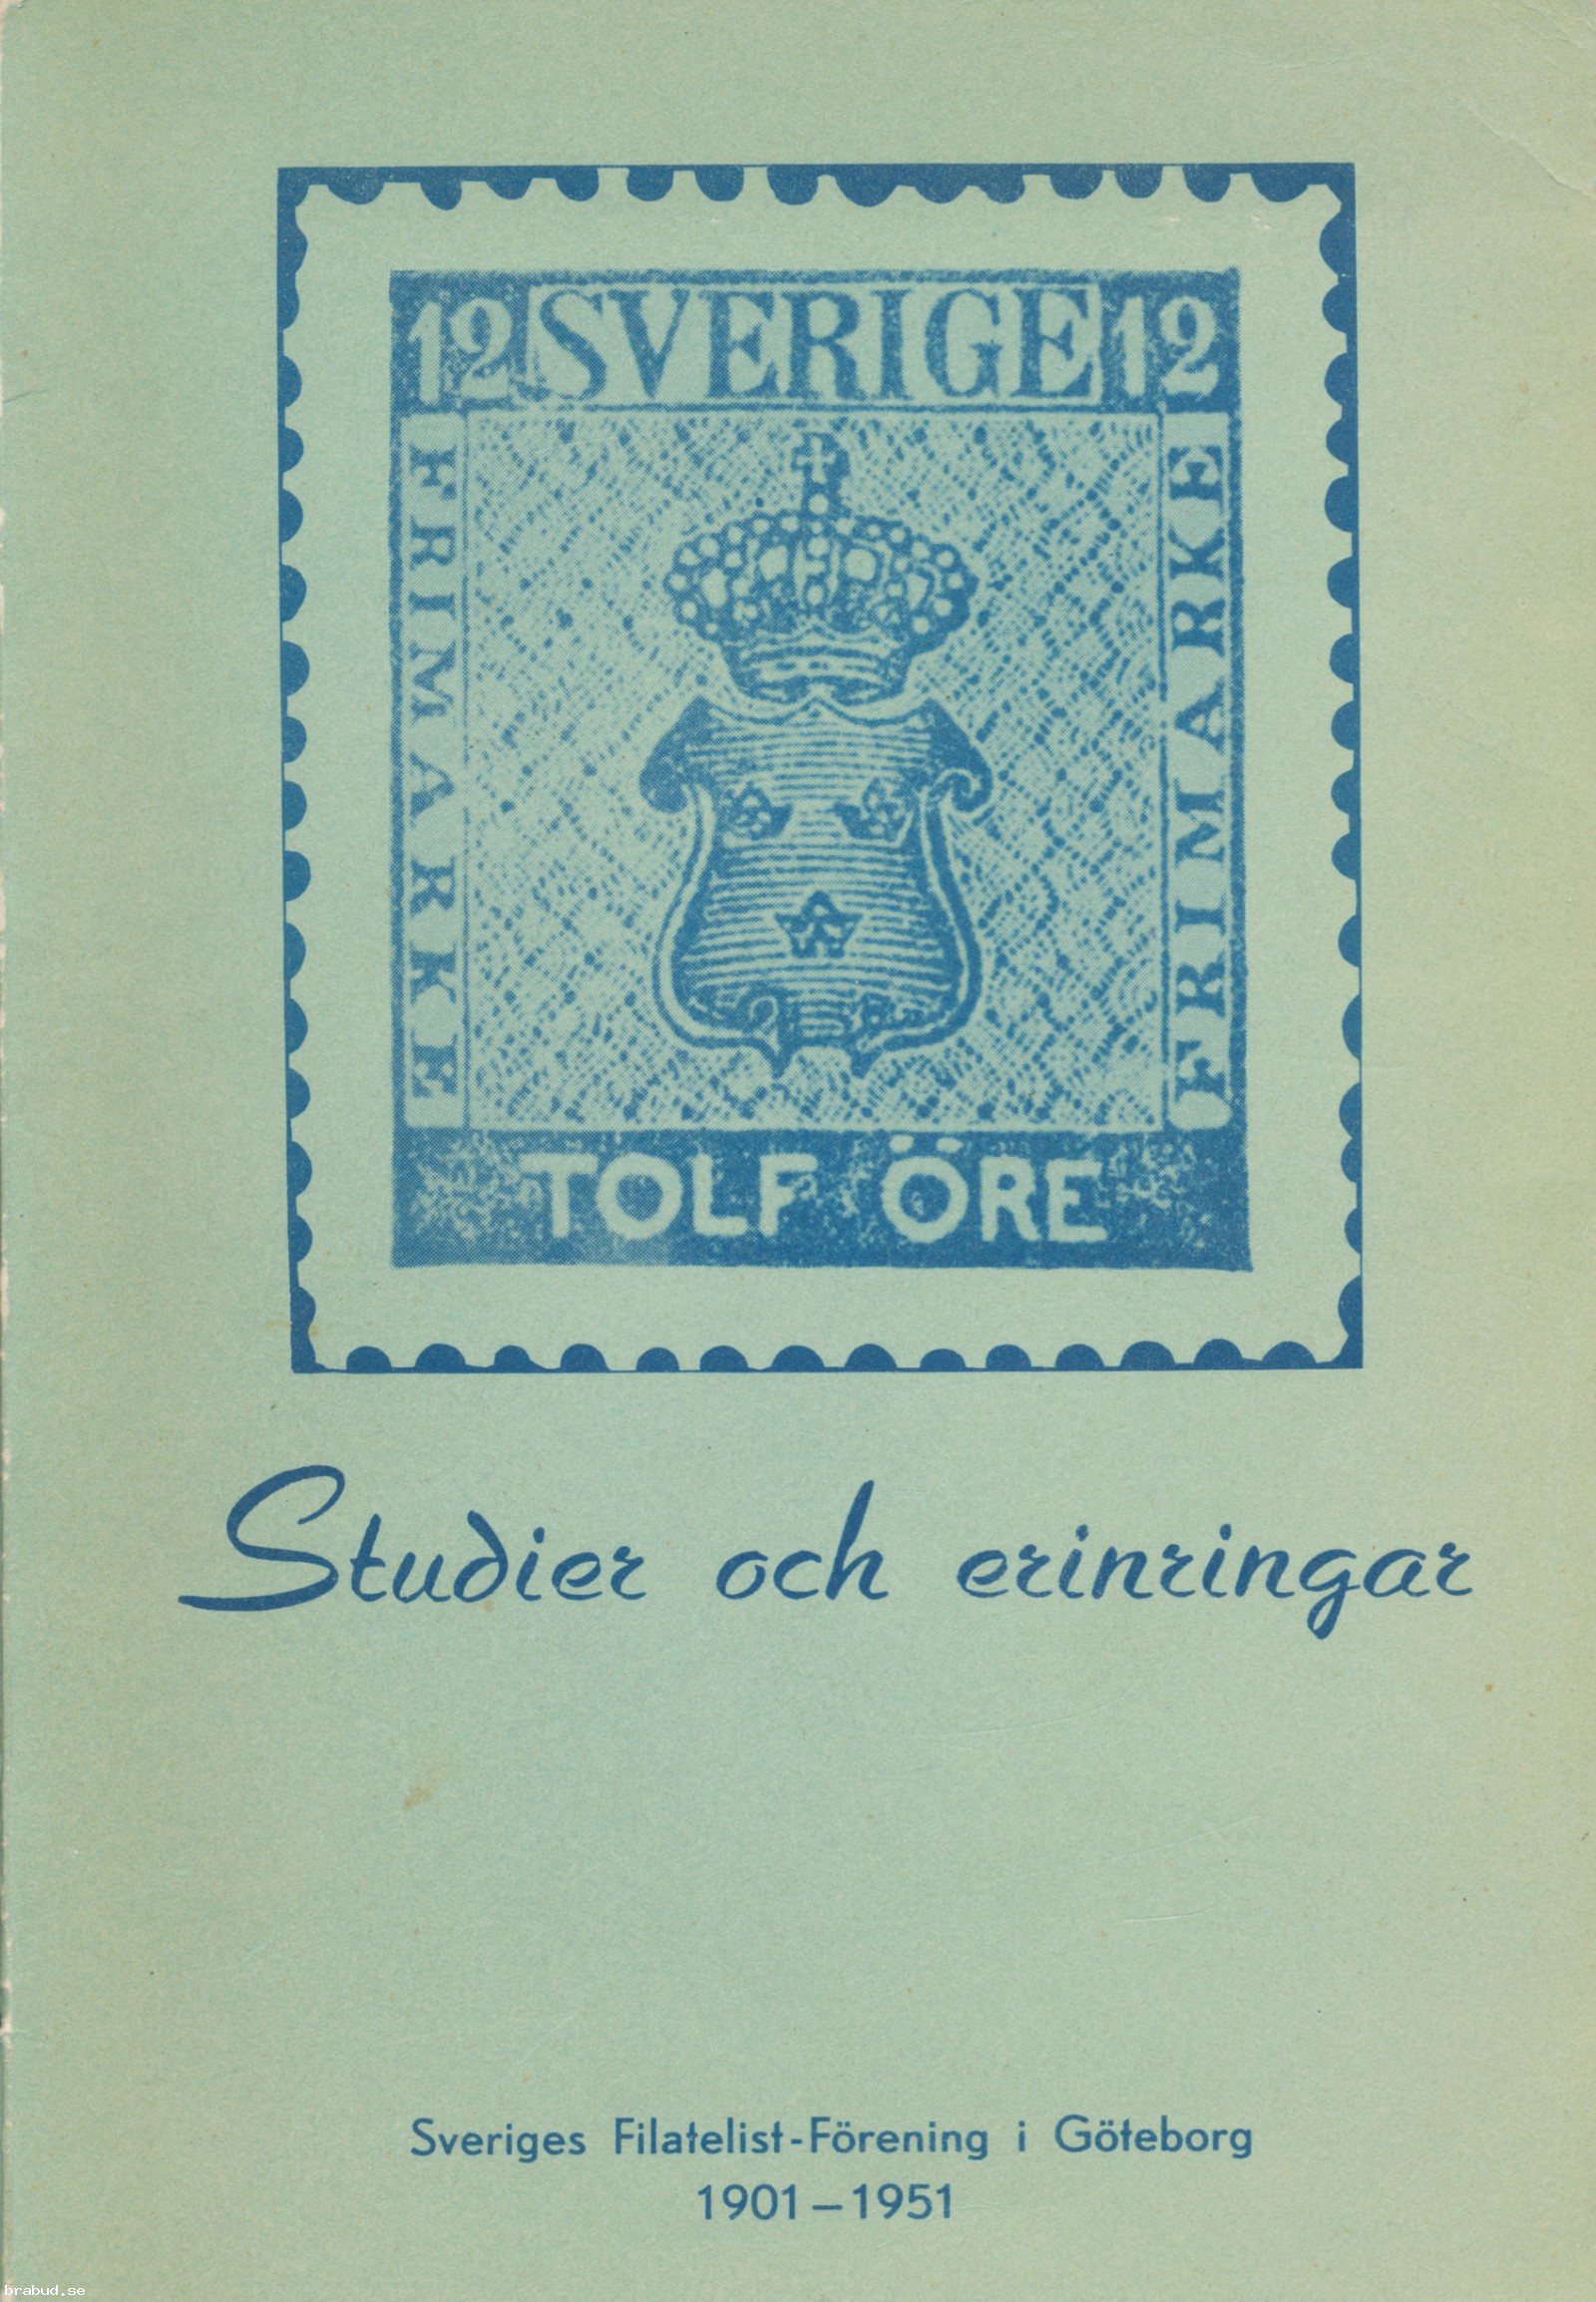 12 SVERIGE 12
FRIMARKE
FRIMARKE
TOLF ÖRE
Studier och erinringar
Sveriges Filatelist-Förening i Göteborg
1901–1951
brabud.se